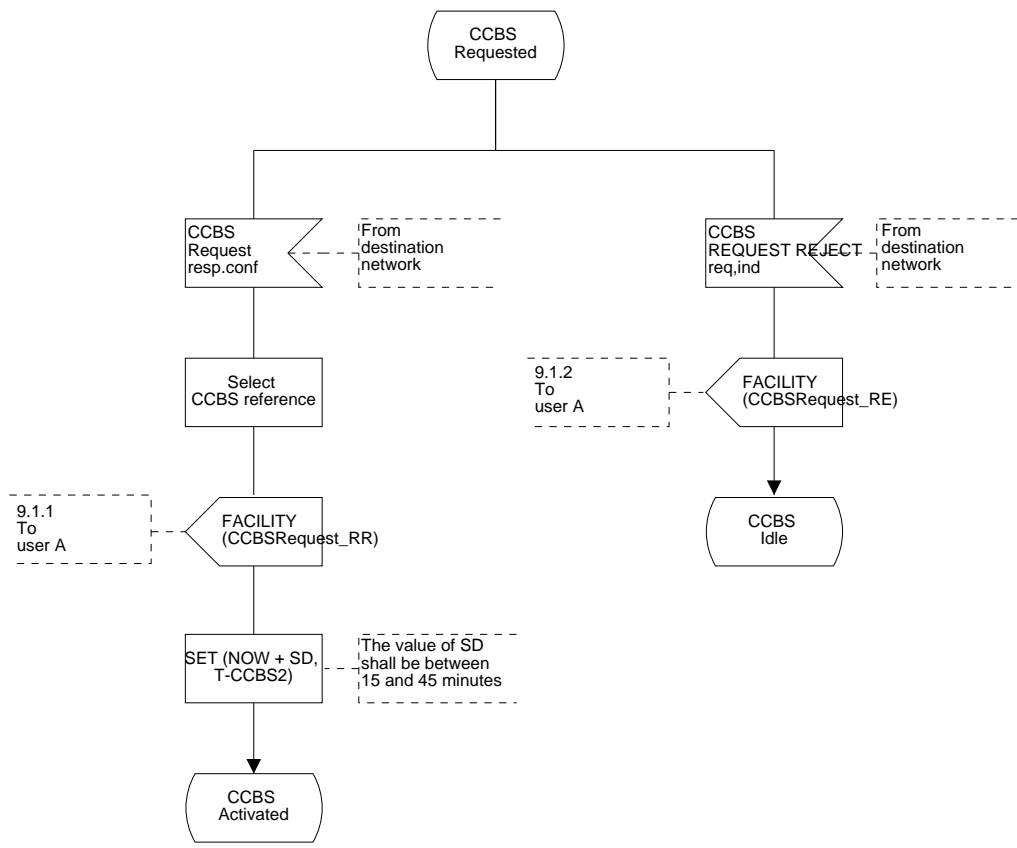 CCBS
Requested
CCBS
Request
resp.conf
From
destination
network
CCBS
REQUEST REJECT
req,ind
From
destination
network
Select
CCBS reference
9.1.2
To
user A
FACILITY
(CCBSRequest_RE)
9.1.1
To
user A
FACILITY
(CCBSRequest_RR)
CCBS
Idle
SET (NOW + SD,
T-CCBS2)
The value of SD
shall be between
15 and 45 minutes
CCBS
Activated